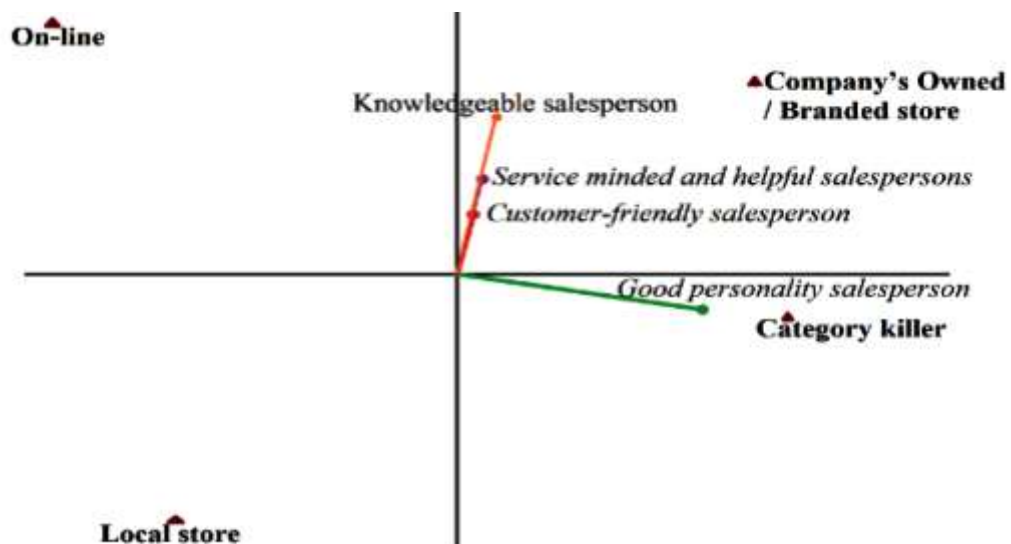 On-line
Company's Owned
/ Branded store
Knowledgeable salesperson
Service minded and helpful salespersons
Customer-friendly salesperson
Good personality salesperson
Category killer
Local store